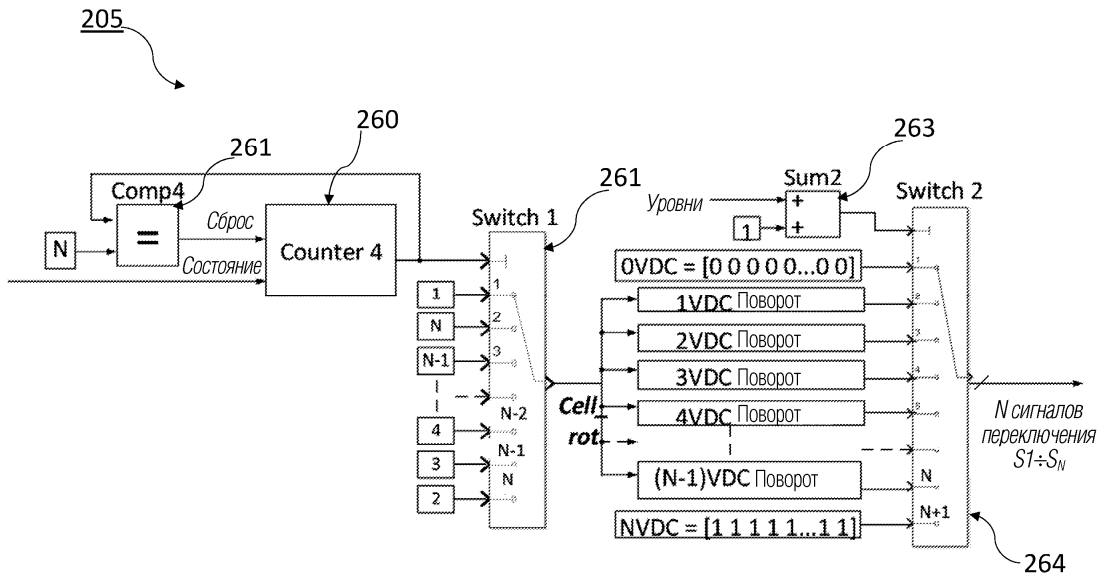 205
260
261
Comp4
=
N
Сброс
Состояние
Counter 4
261
Switch 1
1
N
N-1
4
3
2
1
2
3
N-2
N-1
N
Cell_
rot
263
Sum2
Уровни
+
+
1
Switch 2
0VDC = [0 0 0 0 0...0 0]
1VDC Поворот
2VDC Поворот
3VDC Поворот
4VDC Поворот
(N-1)VDC Поворот
NVDC = [1 1 1 1 1...1 1]
1
2
3
4
5
N
N+1
N сигналов
переключения
S1÷SN
264